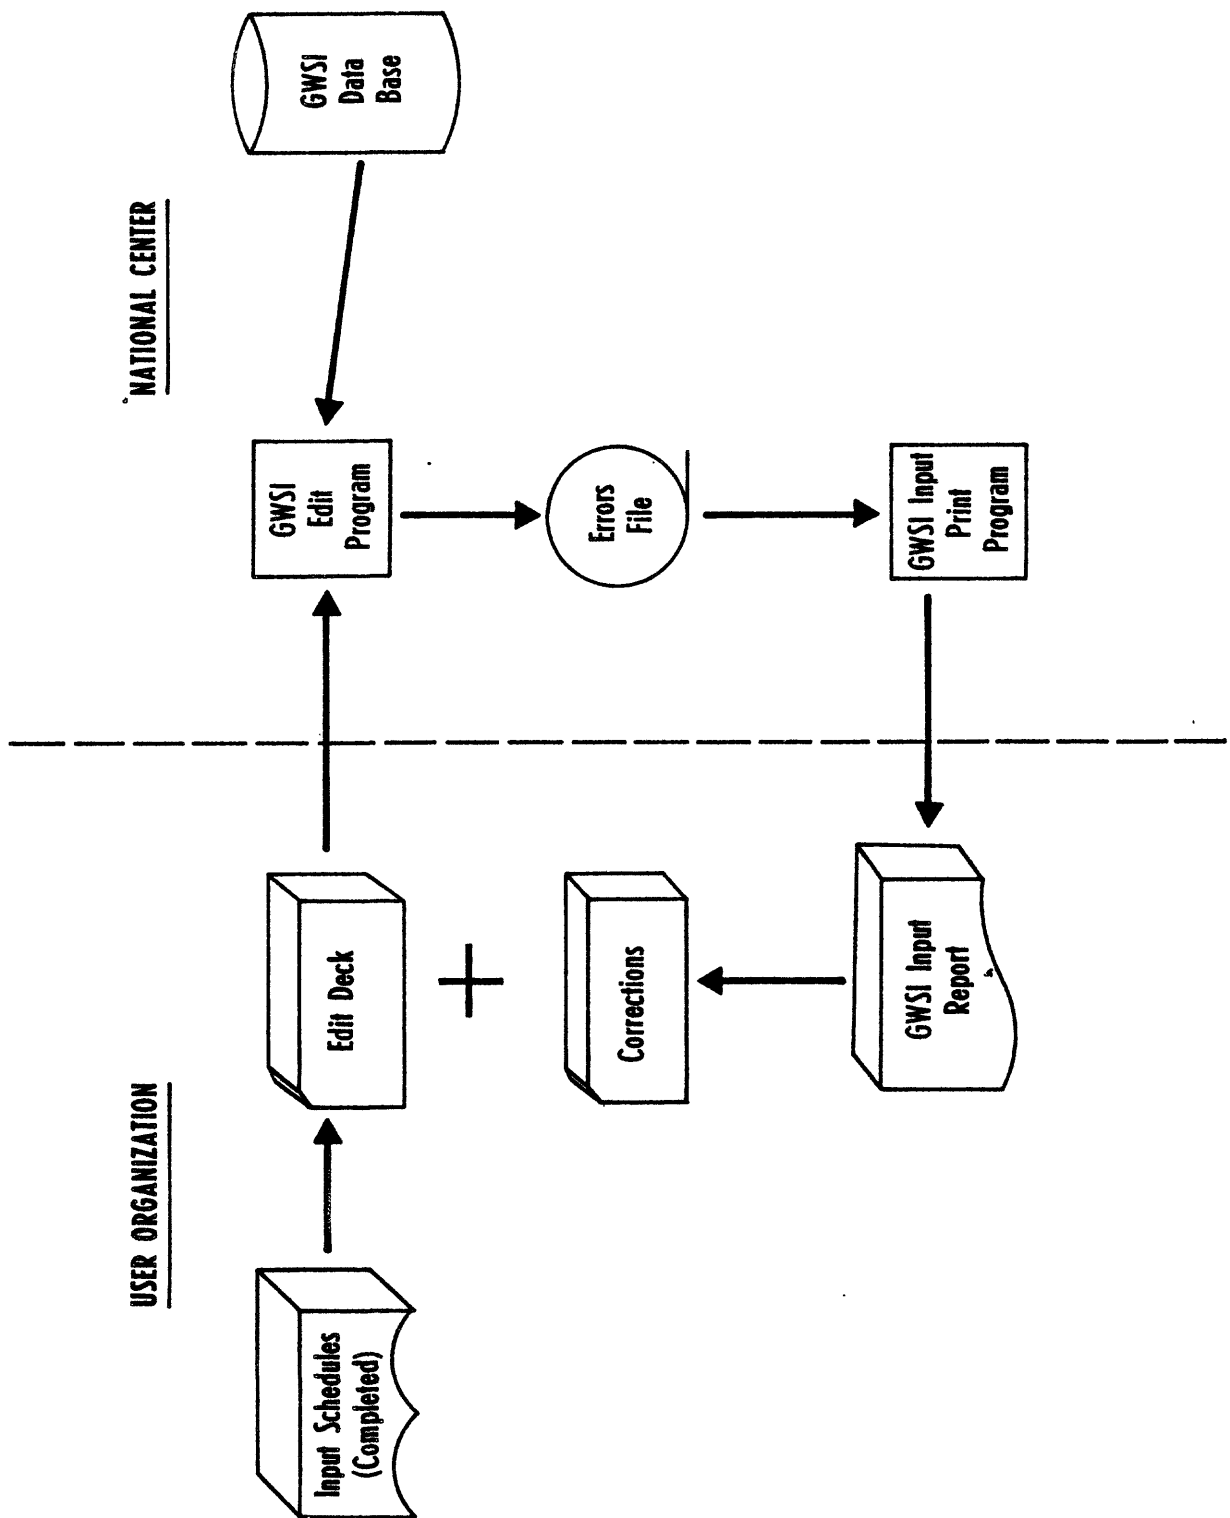 USER ORGANIZATION
NATIONAL CENTER
Input Schedules
(Completed)
Edit Deck
GWSI
Edit
Program
GWSI
Data
Base
Corrections
Errors
File
GWSI Input
Report
GWSI Input
Print
Program